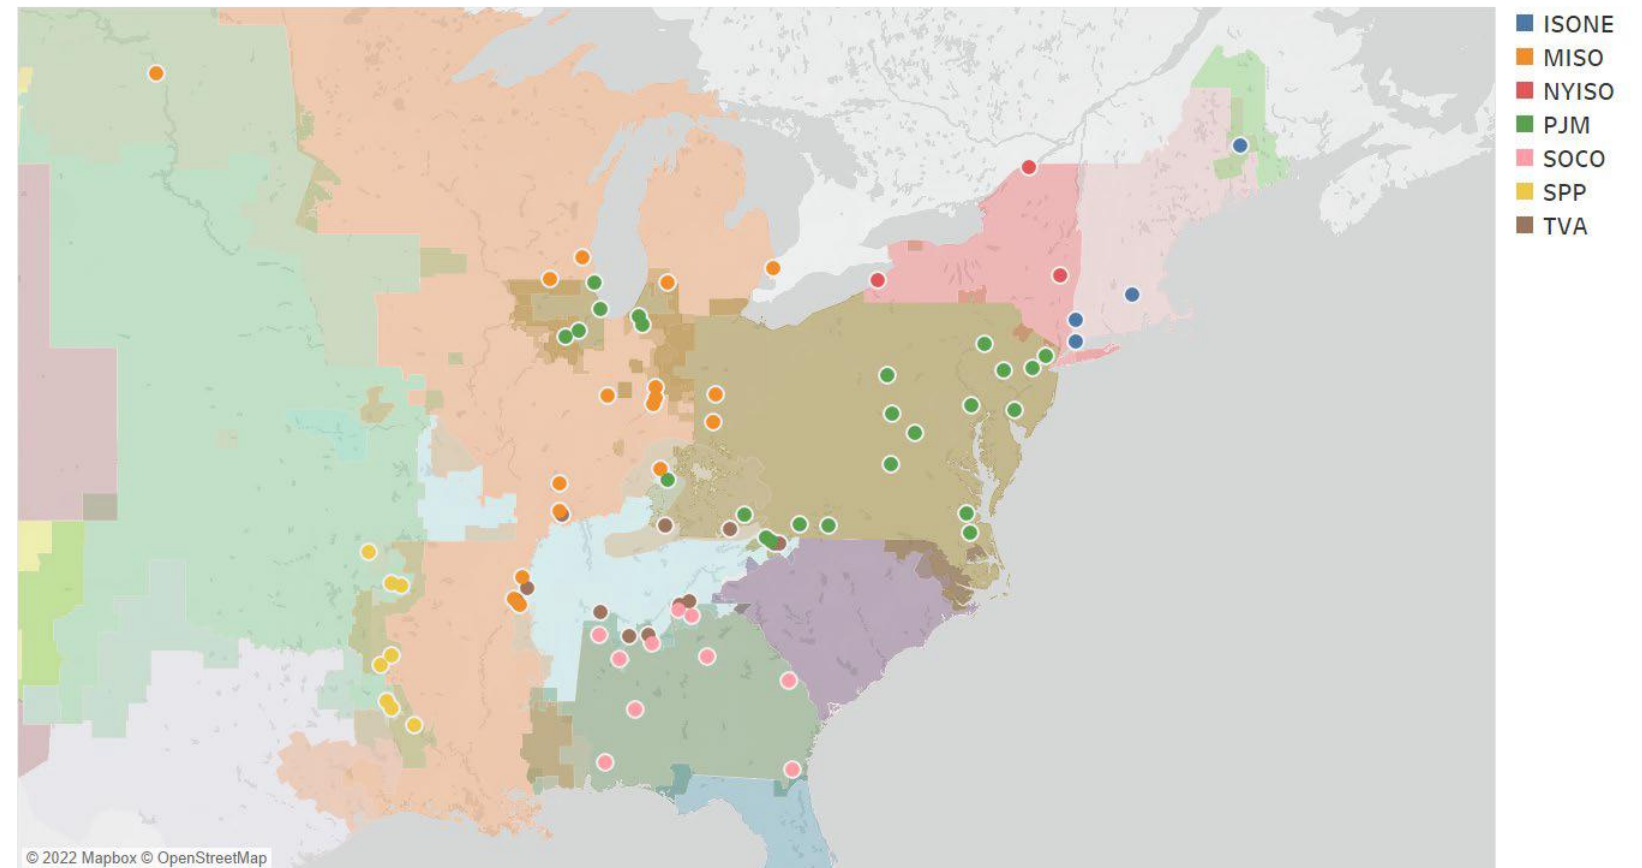 ISONE
MISO
NYISO
PJM
SOCO
SPP
TVA
© 2022 Mapbox © OpenStreetMap